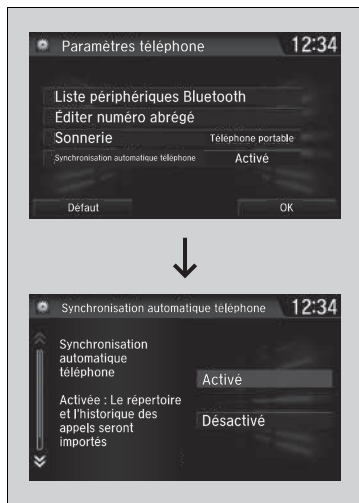 Paramètres téléphone 12:34
Liste périphériques Bluetooth
Éditer numéro abrégé
Sonnerie Téléphone portable
Synchronisation automatique téléphone Activé
Défaut OK
Synchronisation automatique téléphone 12:34
Synchronisation
automatique
téléphone
Activée : Le répertoire
et l'historique des
appels seront
importés
Activé
Désactivé